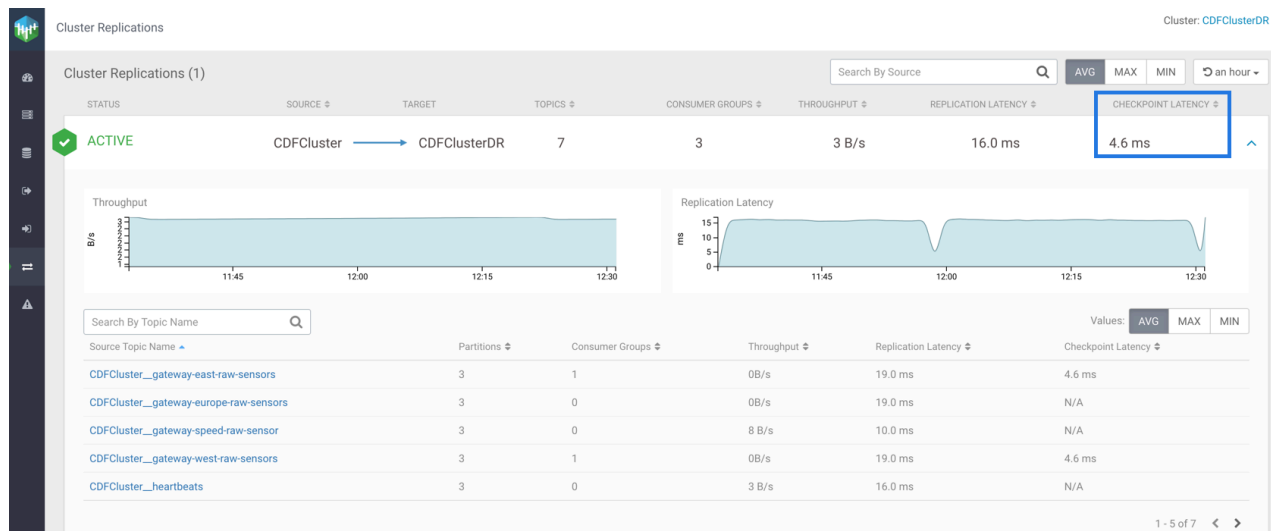 Cluster Replications
Cluster: CDFClusterDR
Cluster Replications (1)
Search By Source
AVG MAX MIN an hour
STATUS SOURCE TARGET TOPICS CONSUMER GROUPS THROUGHPUT REPLICATION LATENCY CHECKPOINT LATENCY
ACTIVE CDFCluster CDFClusterDR 7 3 3 B/s 16.0 ms 4.6 ms
Throughput
B/s
3
2
2
2
2
1
11:45 12:00 12:15 12:30
Replication Latency
ms
15
10
5
0
11:45 12:00 12:15 12:30
Search By Topic Name
Values: AVG MAX MIN
Source Topic Name Partitions Consumer Groups Throughput Replication Latency Checkpoint Latency
CDFCluster__gateway-east-raw-sensors 3 1 0B/s 19.0 ms 4.6 ms
CDFCluster__gateway-europe-raw-sensors 3 0 0B/s 19.0 ms N/A
CDFCluster__gateway-speed-raw-sensor 3 0 8 B/s 10.0 ms N/A
CDFCluster__gateway-west-raw-sensors 3 1 0B/s 19.0 ms 4.6 ms
CDFCluster__heartbeats 3 0 3 B/s 16.0 ms N/A
1 - 5 of 7